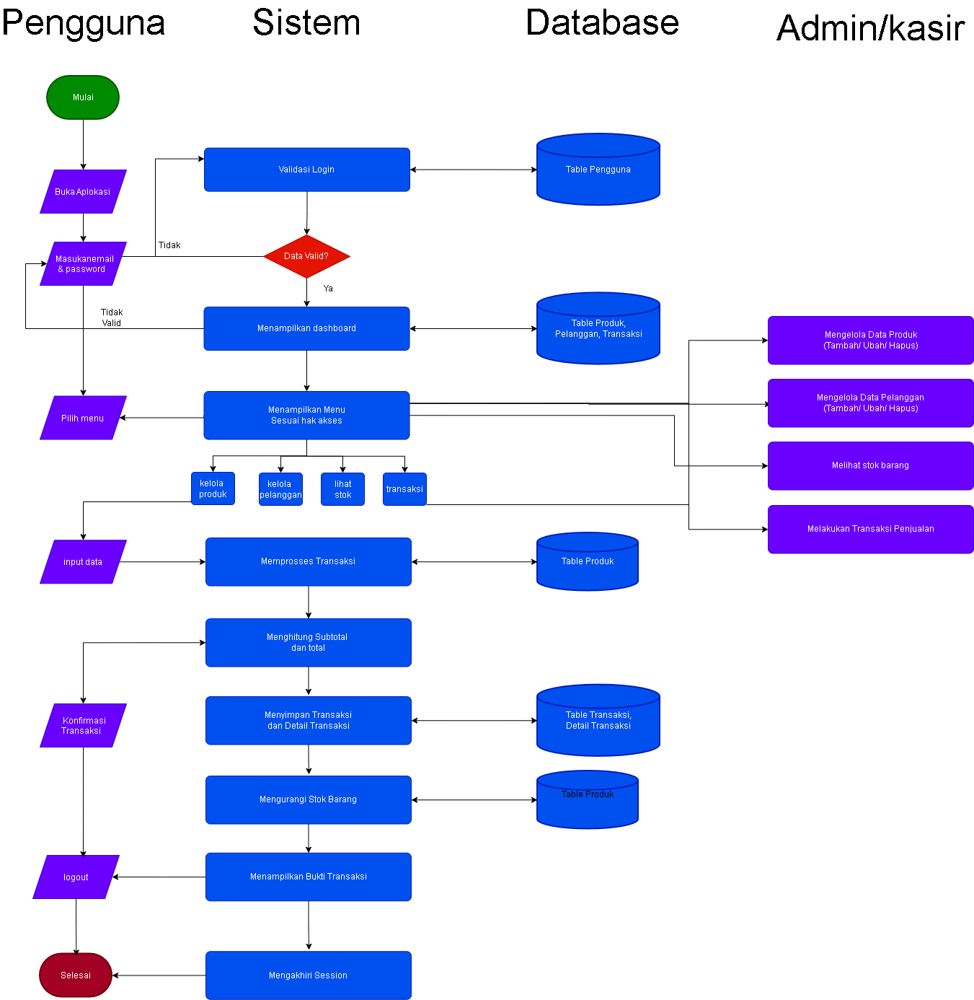 Pengguna
Sistem
Database
Admin/kasir
Mulai
Validasi Login
Table Pengguna
Buka Aplokasi
Tidak
Masukanemail
& password
Data Valid?
Ya
Tidak
Valid
Menampilkan dashboard
Table Produk,
Pelanggan, Transaksi
Mengelola Data Produk
(Tambah/ Ubah/ Hapus)
Mengelola Data Pelanggan
(Tambah/ Ubah/ Hapus)
Pilih menu
Menampilkan Menu
Sesuai hak akses
Melihat stok barang
kelola
produk
kelola
pelanggan
lihat
stok
transaksi
Melakukan Transaksi Penjualan
input data
Memprosses Transaksi
Table Produk
Menghitung Subtotal
dan total
Konfirmasi
Transaksi
Menyimpan Transaksi
dan Detail Transaksi
Table Transaksi,
Detail Transaksi
Mengurangi Stok Barang
Table Produk
logout
Menampilkan Bukti Transaksi
Selesai
Mengakhiri Session